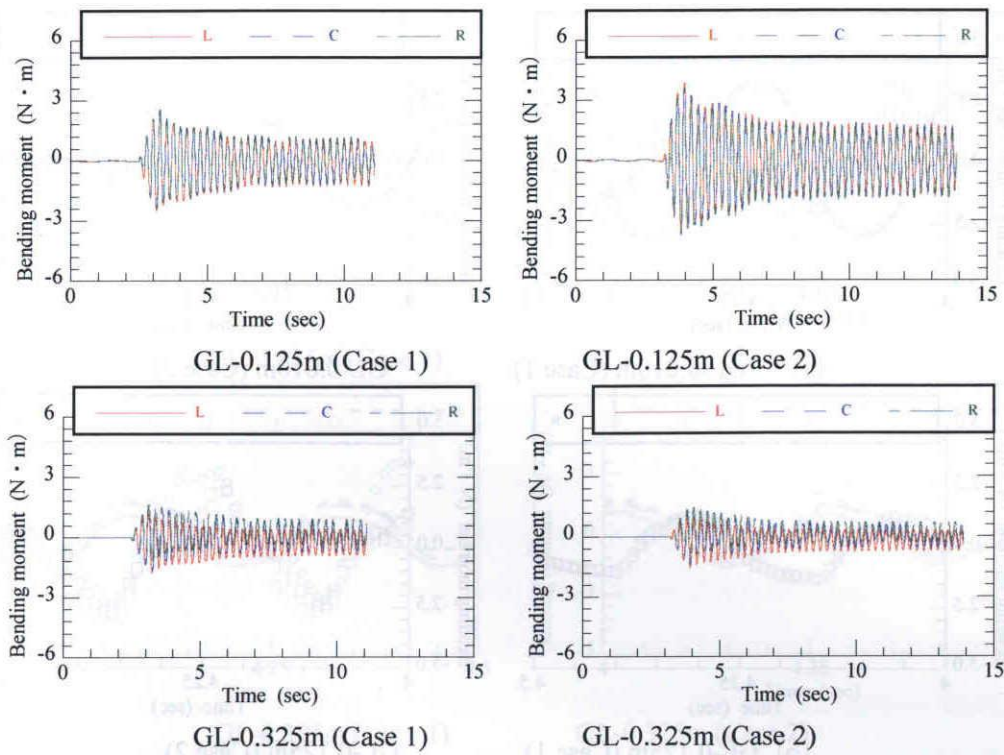 L C R
Bending moment (N・m)
6
3
0
-3
-6
0 5 10 15
Time (sec)
GL-0.125m (Case 1)
L C R
Bending moment (N・m)
6
3
0
-3
-6
0 5 10 15
Time (sec)
GL-0.125m (Case 2)
L C R
Bending moment (N・m)
6
3
0
-3
-6
0 5 10 15
Time (sec)
GL-0.325m (Case 1)
L C R
Bending moment (N・m)
6
3
0
-3
-6
0 5 10 15
Time (sec)
GL-0.325m (Case 2)